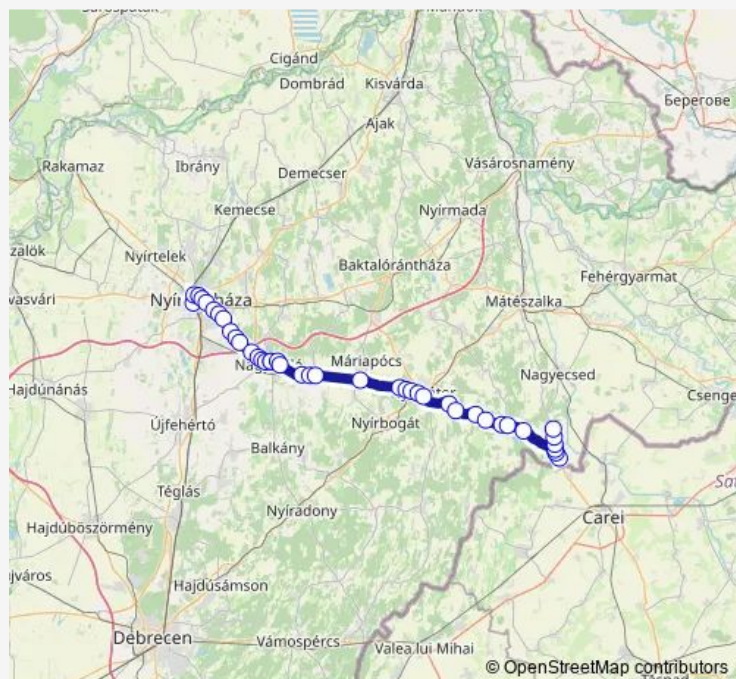 Cigánd
Dombrád
Kisvárda
Берегове
Ajak
Rakamaz
Ibrány
Vásárosnamény
Demecser
Kemecse
Nyírmada
Nyírtelek
Baktalórántháza
Fehérgyarmat
vasvári
Mátészalka
Máriapócs
Nagyecsed
Hajdúnánás
Csenge
Újfehértó
Nyírbogát
Balkány
Téglás
Nyíradony
Carei
Hajdúböszörmény
Hajdúsámson
Debrecen
Vámospércs
Valea lui Mihai
© OpenStreetMap contributors